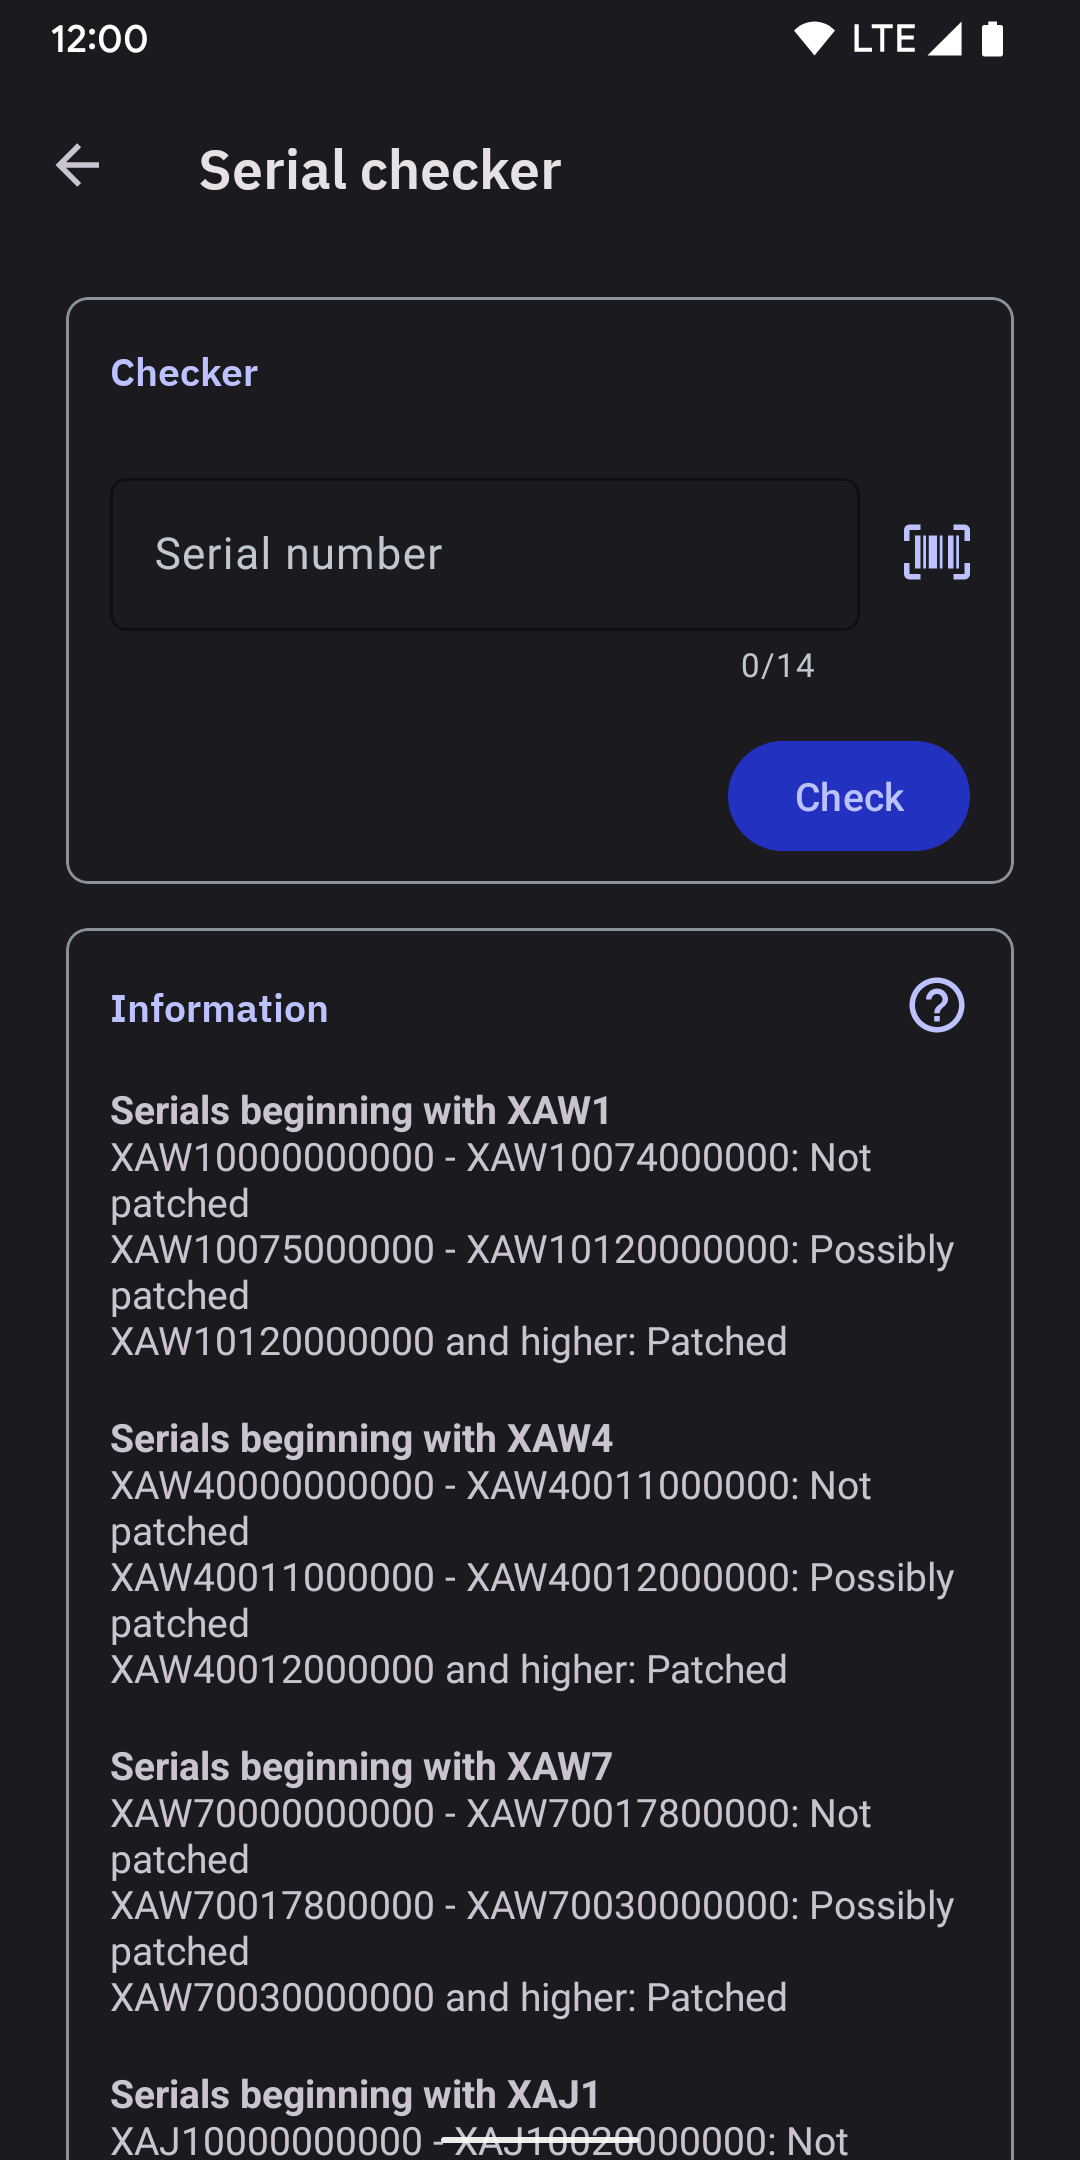 12:00
LTE
Serial checker
Checker
Serial number
0/14
Check
Information
Serials beginning with XAW1
XAW10000000000 - XAW10074000000: Not
patched
XAW10075000000 - XAW10120000000: Possibly
patched
XAW10120000000 and higher: Patched
Serials beginning with XAW4
XAW40000000000 - XAW40011000000: Not
patched
XAW40011000000 - XAW40012000000: Possibly
patched
XAW40012000000 and higher: Patched
Serials beginning with XAW7
XAW70000000000 - XAW70017800000: Not
patched
XAW70017800000 - XAW70030000000: Possibly
patched
XAW70030000000 and higher: Patched
Serials beginning with XAJ1
XAJ10000000000 - XAJ10020000000: Not